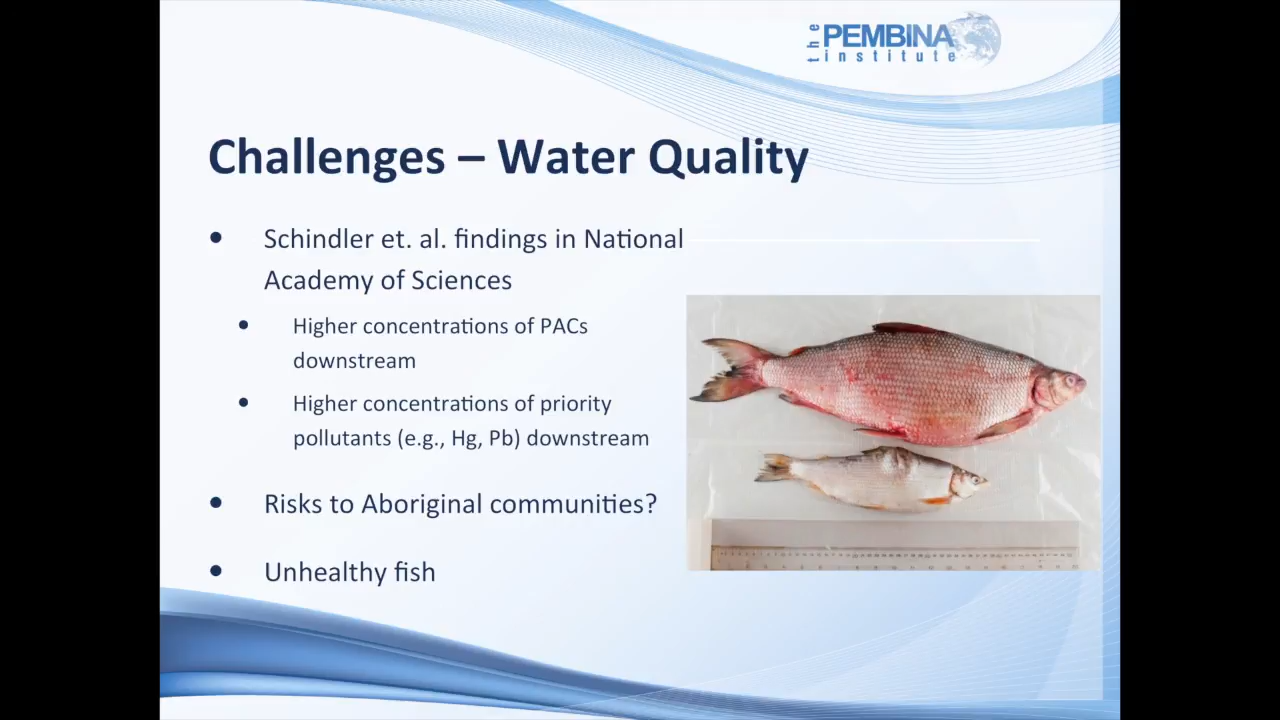 the PEMBINA
institute
Challenges – Water Quality
• Schindler et. al. findings in National
Academy of Sciences
• Higher concentrations of PACs
downstream
• Higher concentrations of priority
pollutants (e.g., Hg, Pb) downstream
• Risks to Aboriginal communities?
• Unhealthy fish